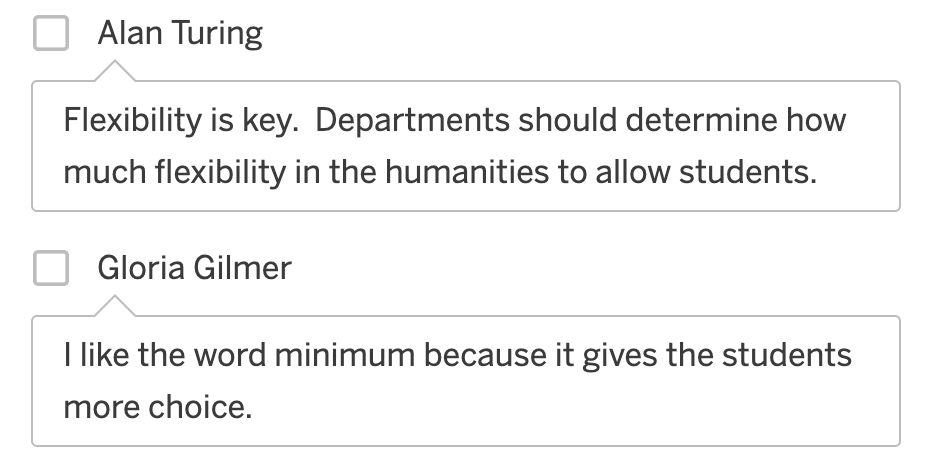 Alan Turing
Flexibility is key.  Departments should determine how
much flexibility in the humanities to allow students.
Gloria Gilmer
I like the word minimum because it gives the students
more choice.